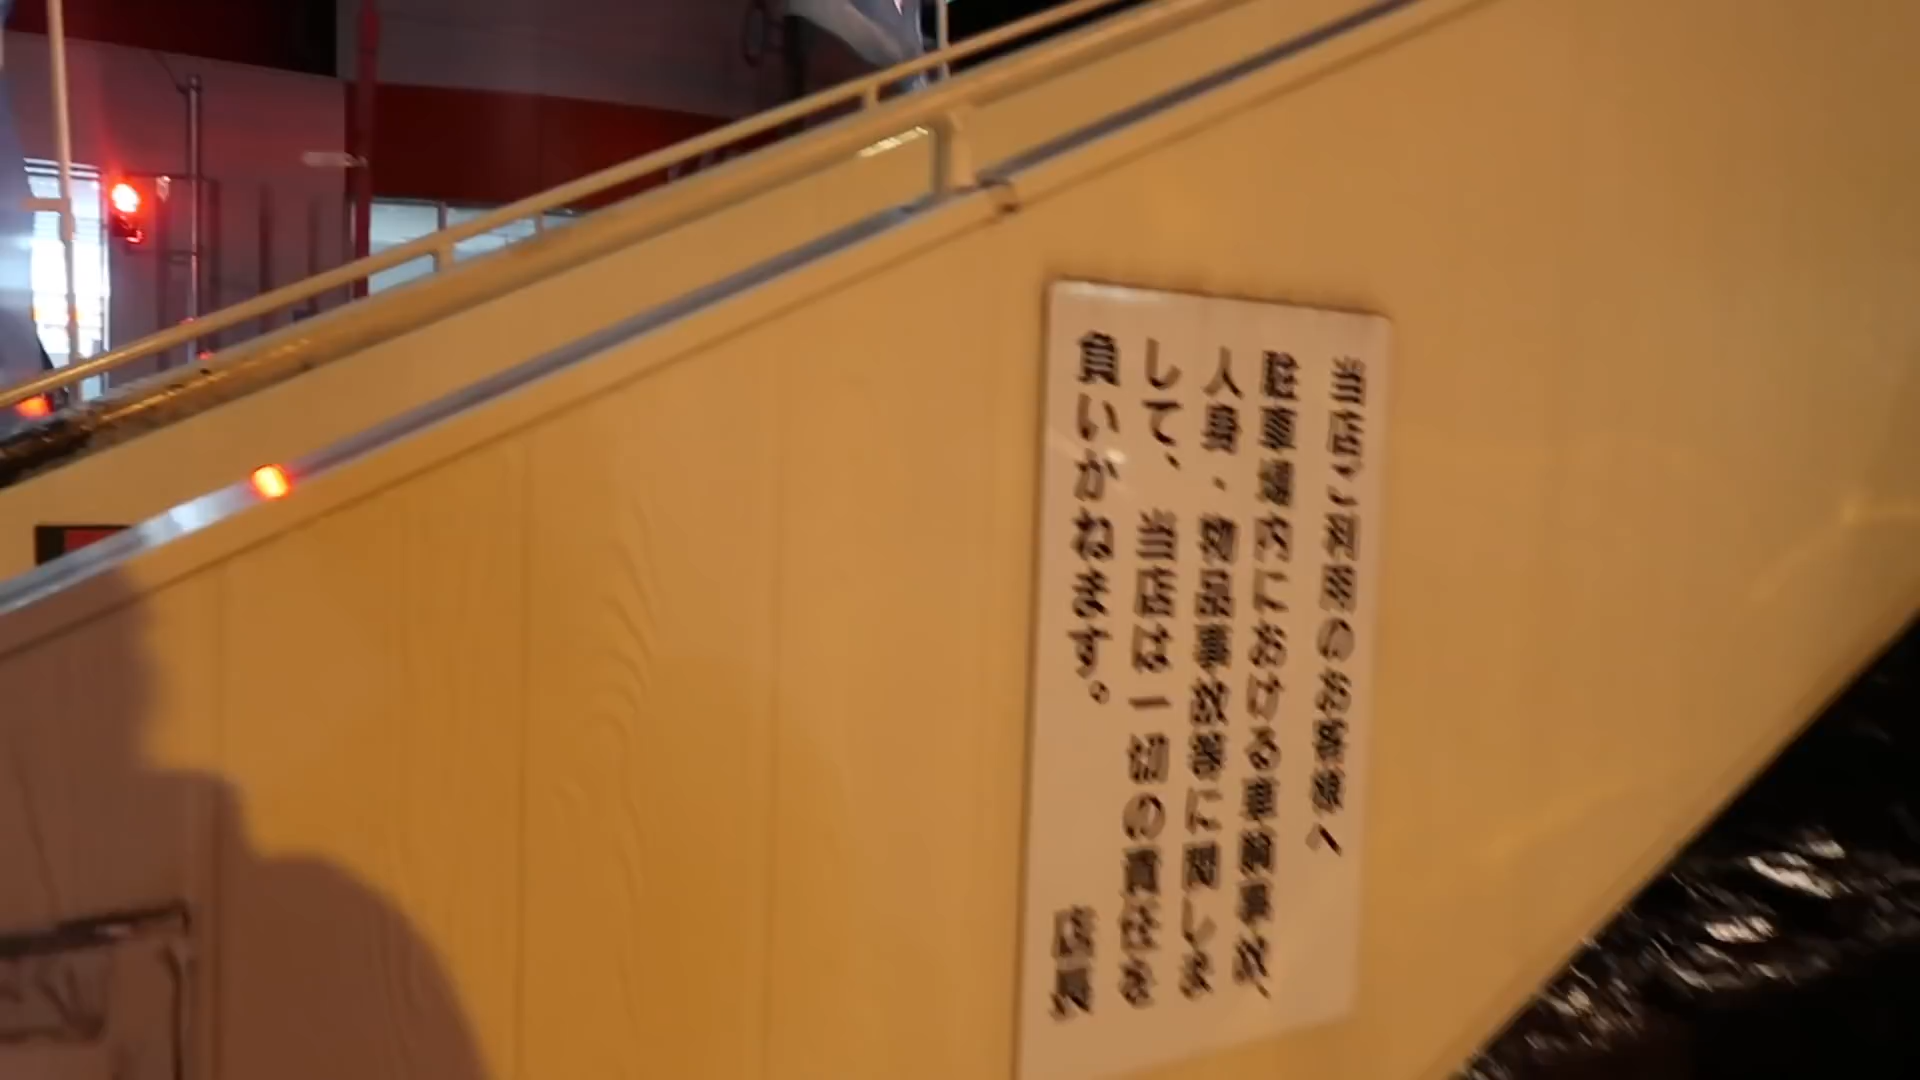 当店ご利用のお客様へ
駐車場内における車輌事故、
人身・物品事故等に関しま
して、当店は一切の責任を
負いかねます。
店長